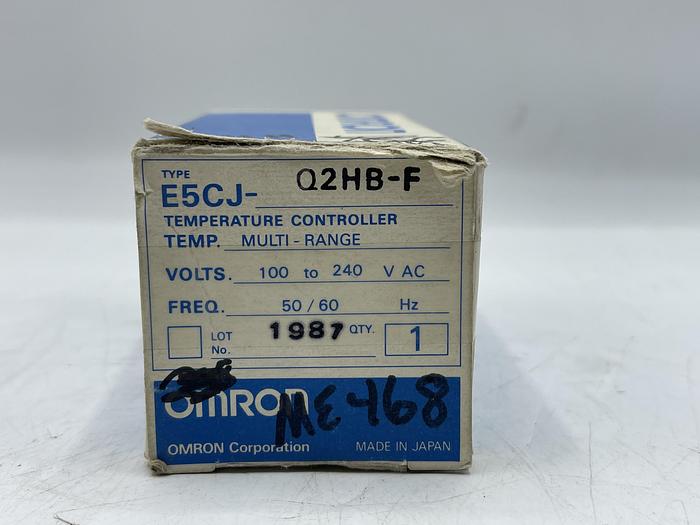 TYPE
E5CJ- Q2HB-F
TEMPERATURE CONTROLLER
TEMP. MULTI-RANGE
VOLTS. 100 to 240 V AC
FREQ. 50/60 Hz
LOT No. 1987 QTY. 1
OMRON ME468
OMRON Corporation MADE IN JAPAN